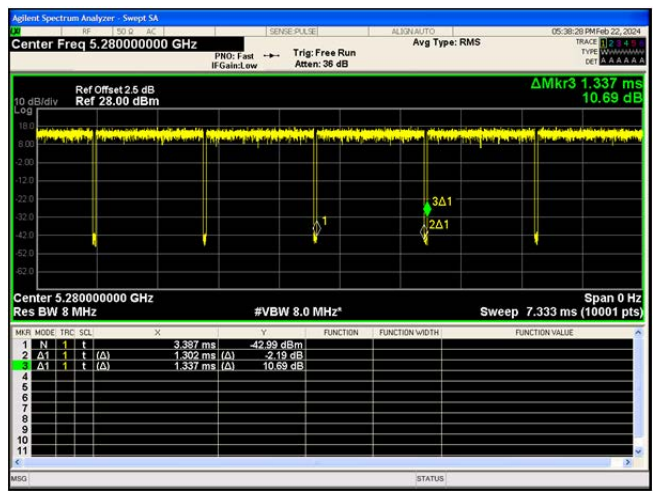 Agilent Spectrum Analyzer - Swept SA
RF 50 Ω AC SENSE:PULSE ALIGN AUTO 05:38:28 PM Feb 22, 2024
Center Freq 5.280000000 GHz
PNO: Fast Trig: Free Run Avg Type: RMS
IFGain:Low Atten: 36 dB
TRACE 1 2 3 4 5 6
TYPE
DET A A A A A A
ΔMkr3 1.337 ms
10.69 dB
Ref Offset 2.5 dB
10 dB/div Ref 28.00 dBm
Log
18.0
8.00
-2.00
-12.0
-22.0
-32.0
-42.0
-52.0
-62.0
3Δ1
1
2Δ1
Center 5.280000000 GHz Span 0 Hz
Res BW 8 MHz #VBW 8.0 MHz* Sweep 7.333 ms (10001 pts)
MKR MODE TRC SCL X Y FUNCTION FUNCTION WIDTH FUNCTION VALUE
1 N 1 t 3.387 ms -42.99 dBm
2 Δ1 1 t (Δ) 1.302 ms (Δ) -2.19 dB
3 Δ1 1 t (Δ) 1.337 ms (Δ) 10.69 dB
4
5
6
7
8
9
10
11
MSG STATUS